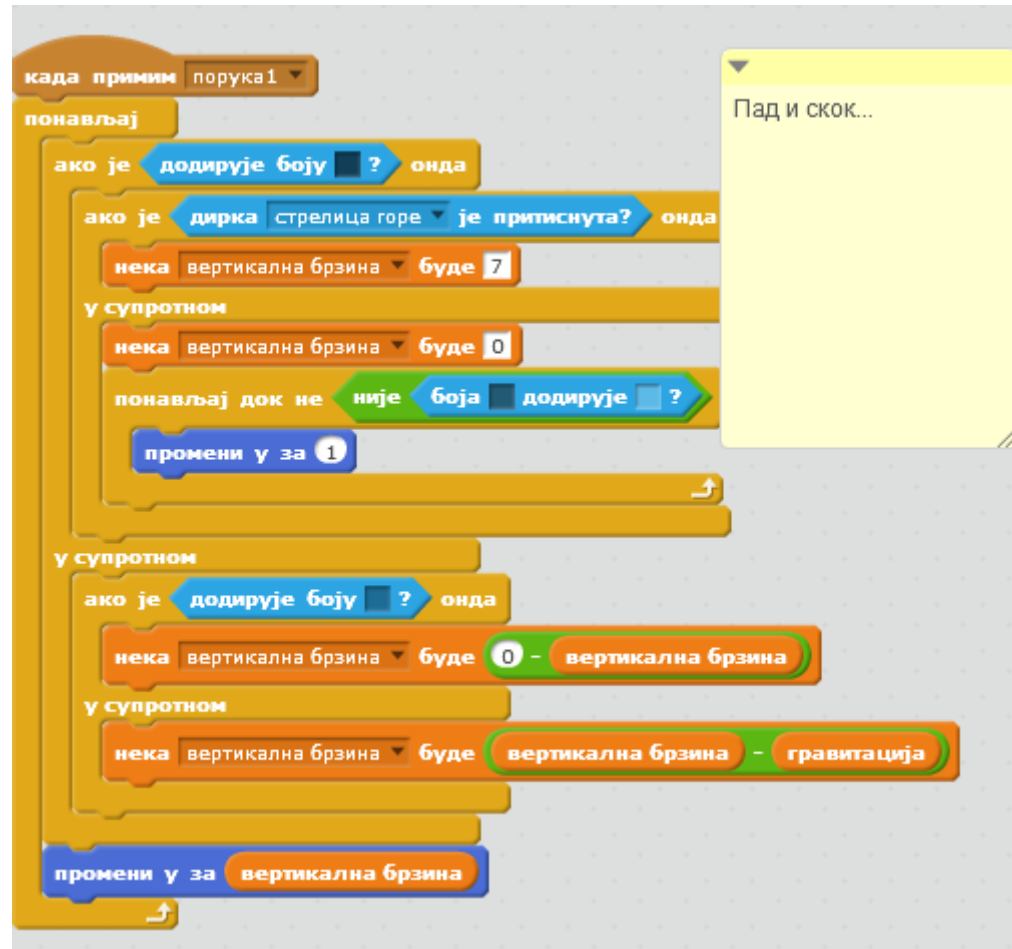 када примим порука1
понављај
ако је додирује боју ? онда
ако је дирка стрелица горе је притиснута? онда
нека вертикална брзина буде 7
у супротном
нека вертикална брзина буде 0
понављај док не није боја додирује ?
промени у за 1
у супротном
ако је додирује боју ? онда
нека вертикална брзина буде 0 - вертикална брзина
у супротном
нека вертикална брзина буде вертикална брзина - гравитација
промени у за вертикална брзина
Пад и скок...